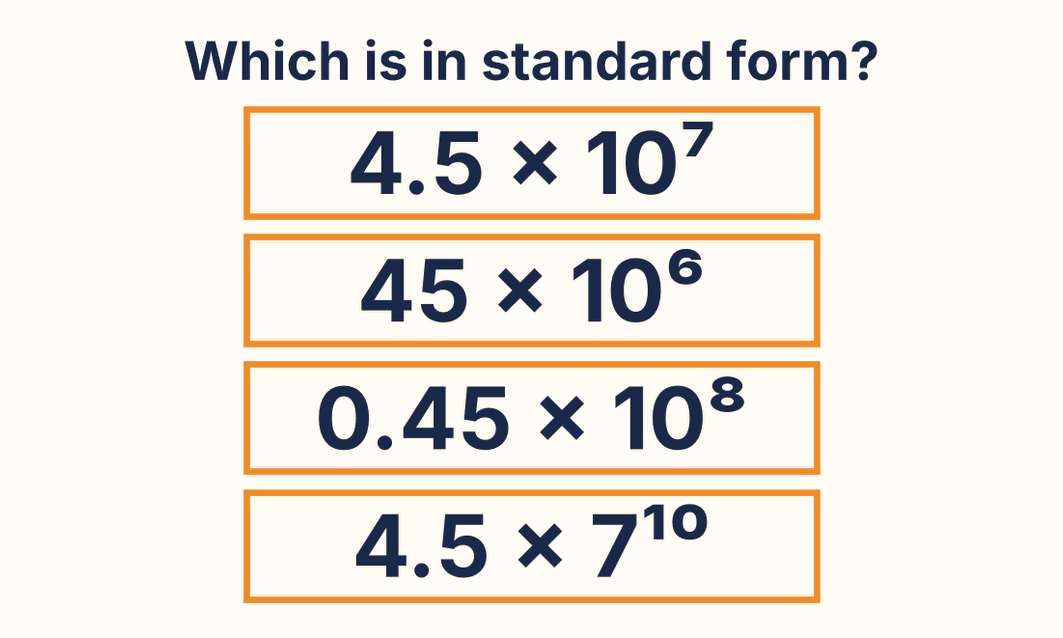 Which is in standard form?
4.5 × 10⁷
45 × 10⁶
0.45 × 10⁸
4.5 × 7¹⁰